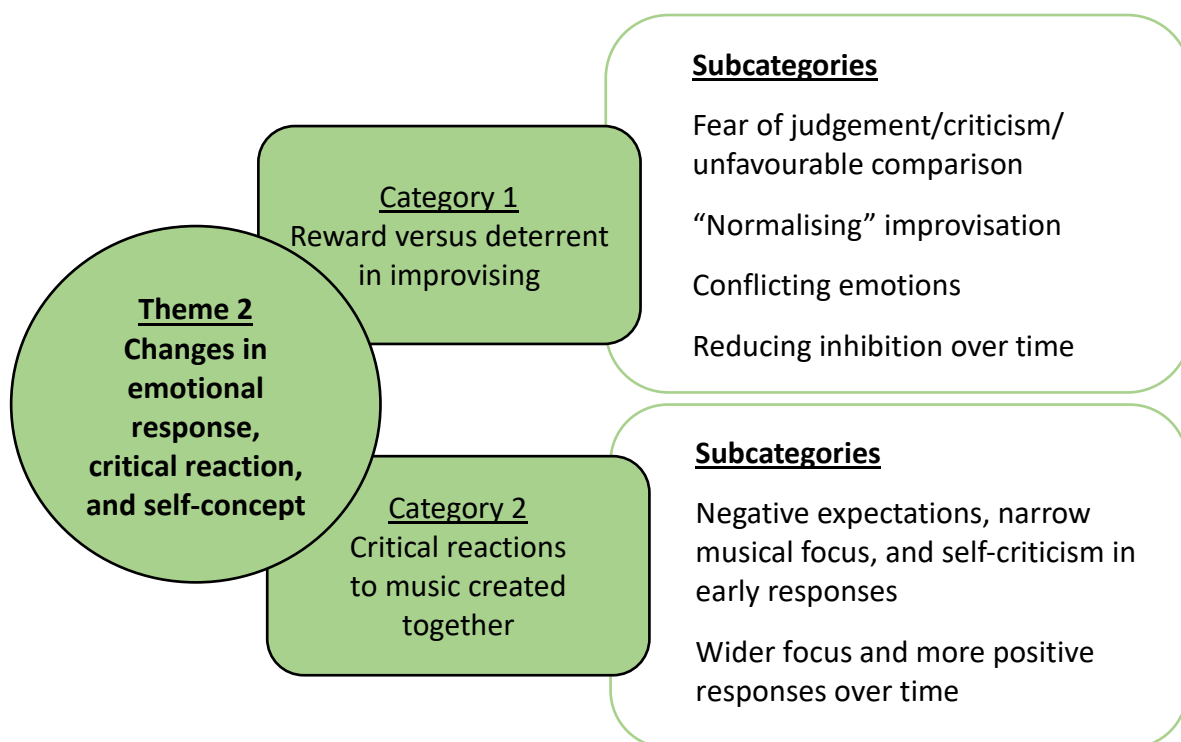 Theme 2
Changes in
emotional
response,
critical reaction,
and self-concept
Category 1
Reward versus deterrent
in improvising
Subcategories
Fear of judgement/criticism/
unfavourable comparison
“Normalising” improvisation
Conflicting emotions
Reducing inhibition over time
Category 2
Critical reactions
to music created
together
Subcategories
Negative expectations, narrow
musical focus, and self-criticism in
early responses
Wider focus and more positive
responses over time